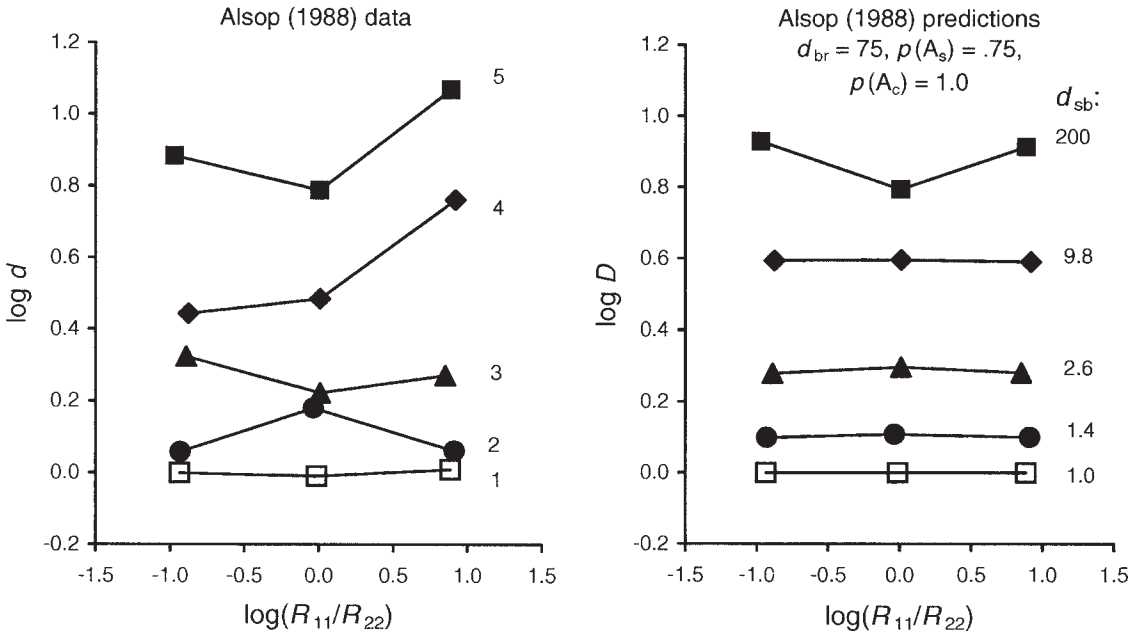 Alsop (1988) data
1.2
1.0
0.8
0.6
0.4
0.2
0.0
-0.2
log d
5
4
3
2
1
-1.5 -1.0 -0.5 0.0 0.5 1.0 1.5
log(R11/R22)
Alsop (1988) predictions
dbr = 75, p(As) = .75,
p(Ac) = 1.0
1.2
1.0
0.8
0.6
0.4
0.2
0.0
-0.2
log D
dsb:
200
9.8
2.6
1.4
1.0
-1.5 -1.0 -0.5 0.0 0.5 1.0 1.5
log(R11/R22)